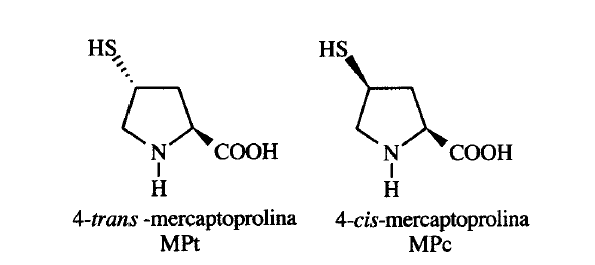 HS
HS
N
COOH
N
COOH
H
H
4-trans -mercaptoprolina
4-cis-mercaptoprolina
MPt
MPc